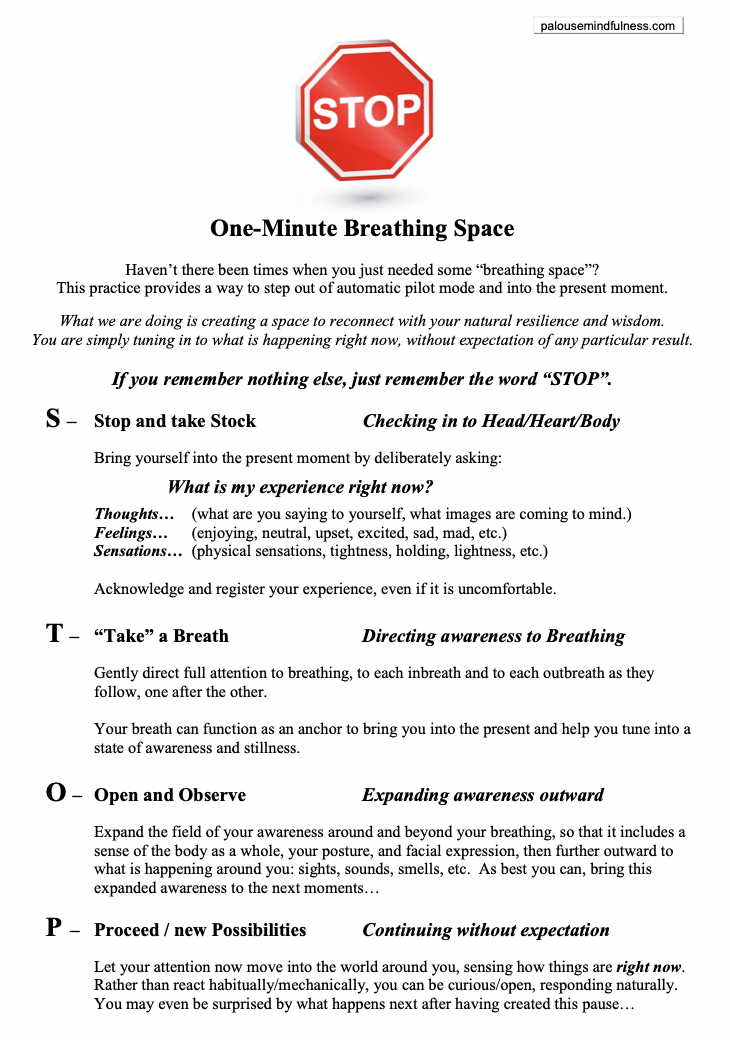 palousemindfulness.com
STOP
One-Minute Breathing Space
Haven’t there been times when you just needed some “breathing space”?
This practice provides a way to step out of automatic pilot mode and into the present moment.
What we are doing is creating a space to reconnect with your natural resilience and wisdom.
You are simply tuning in to what is happening right now, without expectation of any particular result.
If you remember nothing else, just remember the word “STOP”.
S – Stop and take Stock Checking in to Head/Heart/Body
Bring yourself into the present moment by deliberately asking:
What is my experience right now?
Thoughts… (what are you saying to yourself, what images are coming to mind.)
Feelings… (enjoying, neutral, upset, excited, sad, mad, etc.)
Sensations… (physical sensations, tightness, holding, lightness, etc.)
Acknowledge and register your experience, even if it is uncomfortable.
T – “Take” a Breath Directing awareness to Breathing
Gently direct full attention to breathing, to each inbreath and to each outbreath as they
follow, one after the other.
Your breath can function as an anchor to bring you into the present and help you tune into a
state of awareness and stillness.
O – Open and Observe Expanding awareness outward
Expand the field of your awareness around and beyond your breathing, so that it includes a
sense of the body as a whole, your posture, and facial expression, then further outward to
what is happening around you: sights, sounds, smells, etc. As best you can, bring this
expanded awareness to the next moments…
P – Proceed / new Possibilities Continuing without expectation
Let your attention now move into the world around you, sensing how things are right now.
Rather than react habitually/mechanically, you can be curious/open, responding naturally.
You may even be surprised by what happens next after having created this pause…